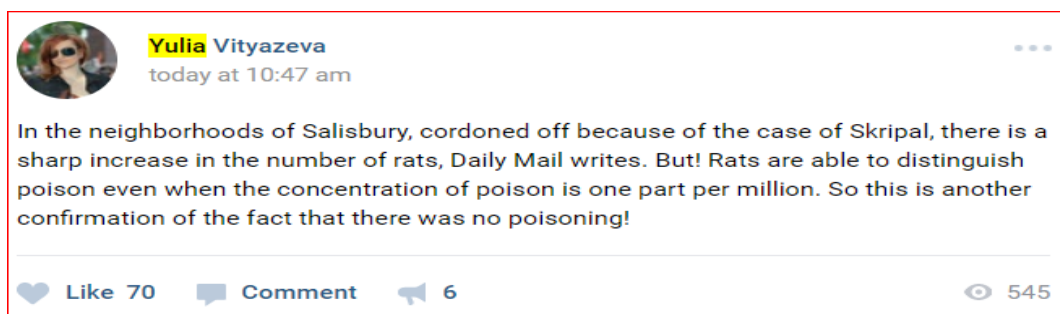 Yulia Vityazeva
today at 10:47 am
In the neighborhoods of Salisbury, cordoned off because of the case of Skripal, there is a
sharp increase in the number of rats, Daily Mail writes. But! Rats are able to distinguish
poison even when the concentration of poison is one part per million. So this is another
confirmation of the fact that there was no poisoning!
Like 70 Comment 6 545